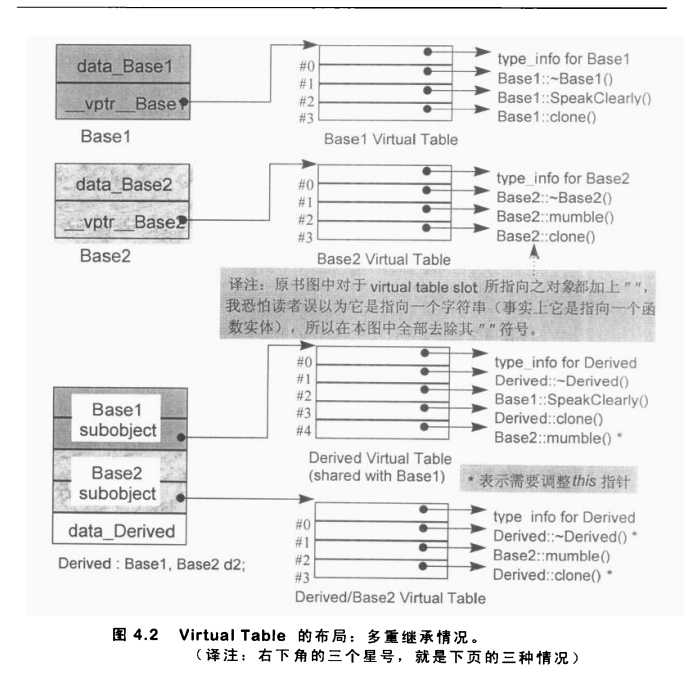 data_Base1
__vptr__Base1
Base1
#0
#1
#2
#3
type_info for Base1
Base1::~Base1()
Base1::SpeakClearly()
Base1::clone()
Base1 Virtual Table
data_Base2
__vptr__Base2
Base2
#0
#1
#2
#3
type_info for Base2
Base2::~Base2()
Base2::mumble()
Base2::clone()
Base2 Virtual Table
译注：原书图中对于 virtual table slot 所指向之对象都加上 " ",
我恐怕读者误以为它是指向一个字符串（事实上它是指向一个函
数实体），所以在本图中全部去除其 " " 符号。
Base1
subobject
Base2
subobject
data_Derived
Derived : Base1, Base2 d2;
#0
#1
#2
#3
#4
type_info for Derived
Derived::~Derived()
Base1::SpeakClearly()
Derived::clone()
Base2::mumble() *
Derived Virtual Table
(shared with Base1)
* 表示需要调整this 指针
#0
#1
#2
#3
type info for Derived
Derived::~Derived() *
Base2::mumble()
Derived::clone() *
Derived/Base2 Virtual Table
图 4.2 Virtual Table 的布局：多重继承情况。
（译注：右下角的三个星号，就是下页的三种情况）